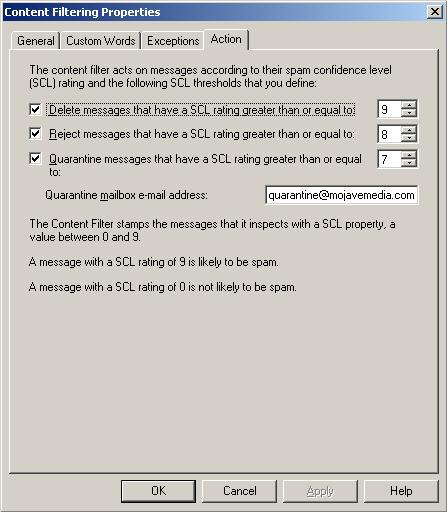 Content Filtering Properties
General Custom Words Exceptions Action
The content filter acts on messages according to their spam confidence level
(SCL) rating and the following SCL thresholds that you define:
Delete messages that have a SCL rating greater than or equal to: 9
Reject messages that have a SCL rating greater than or equal to: 8
Quarantine messages that have a SCL rating greater than or equal 7
to:
Quarantine mailbox e-mail address: quarantine@mojavemedia.com
The Content Filter stamps the messages that it inspects with a SCL property, a
value between 0 and 9.
A message with a SCL rating of 9 is likely to be spam.
A message with a SCL rating of 0 is not likely to be spam.
OK Cancel Apply Help